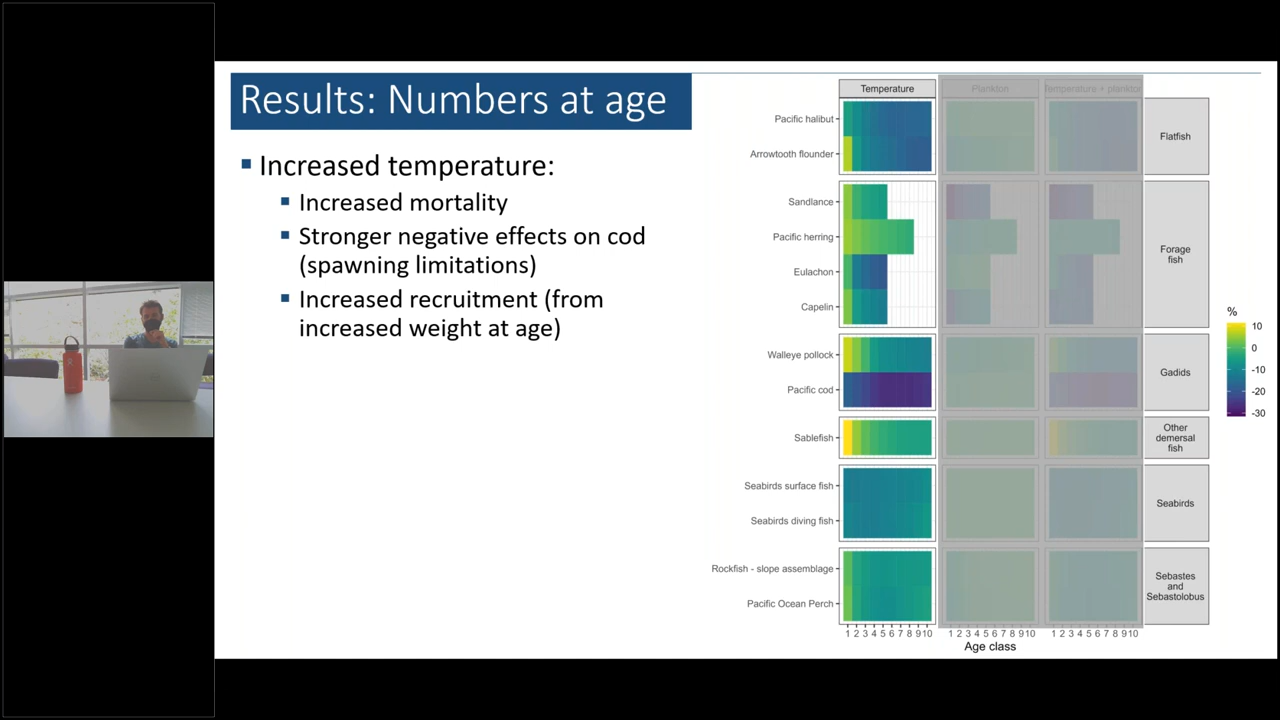 Results: Numbers at age
Increased temperature:
Increased mortality
Stronger negative effects on cod
(spawning limitations)
Increased recruitment (from
increased weight at age)
Temperature
Plankton
Temperature + plankton
Pacific halibut
Arrowtooth flounder
Flatfish
Sandlance
Pacific herring
Eulachon
Capelin
Forage
fish
Walleye pollock
Pacific cod
Gadids
Sablefish
Other
demersal
fish
Seabirds surface fish
Seabirds diving fish
Seabirds
Rockfish - slope assemblage
Pacific Ocean Perch
Sebastes
and
Sebastolobus
1 2 3 4 5 6 7 8 9 10
1 2 3 4 5 6 7 8 9 10
1 2 3 4 5 6 7 8 9 10
Age class
%
10
0
-10
-20
-30